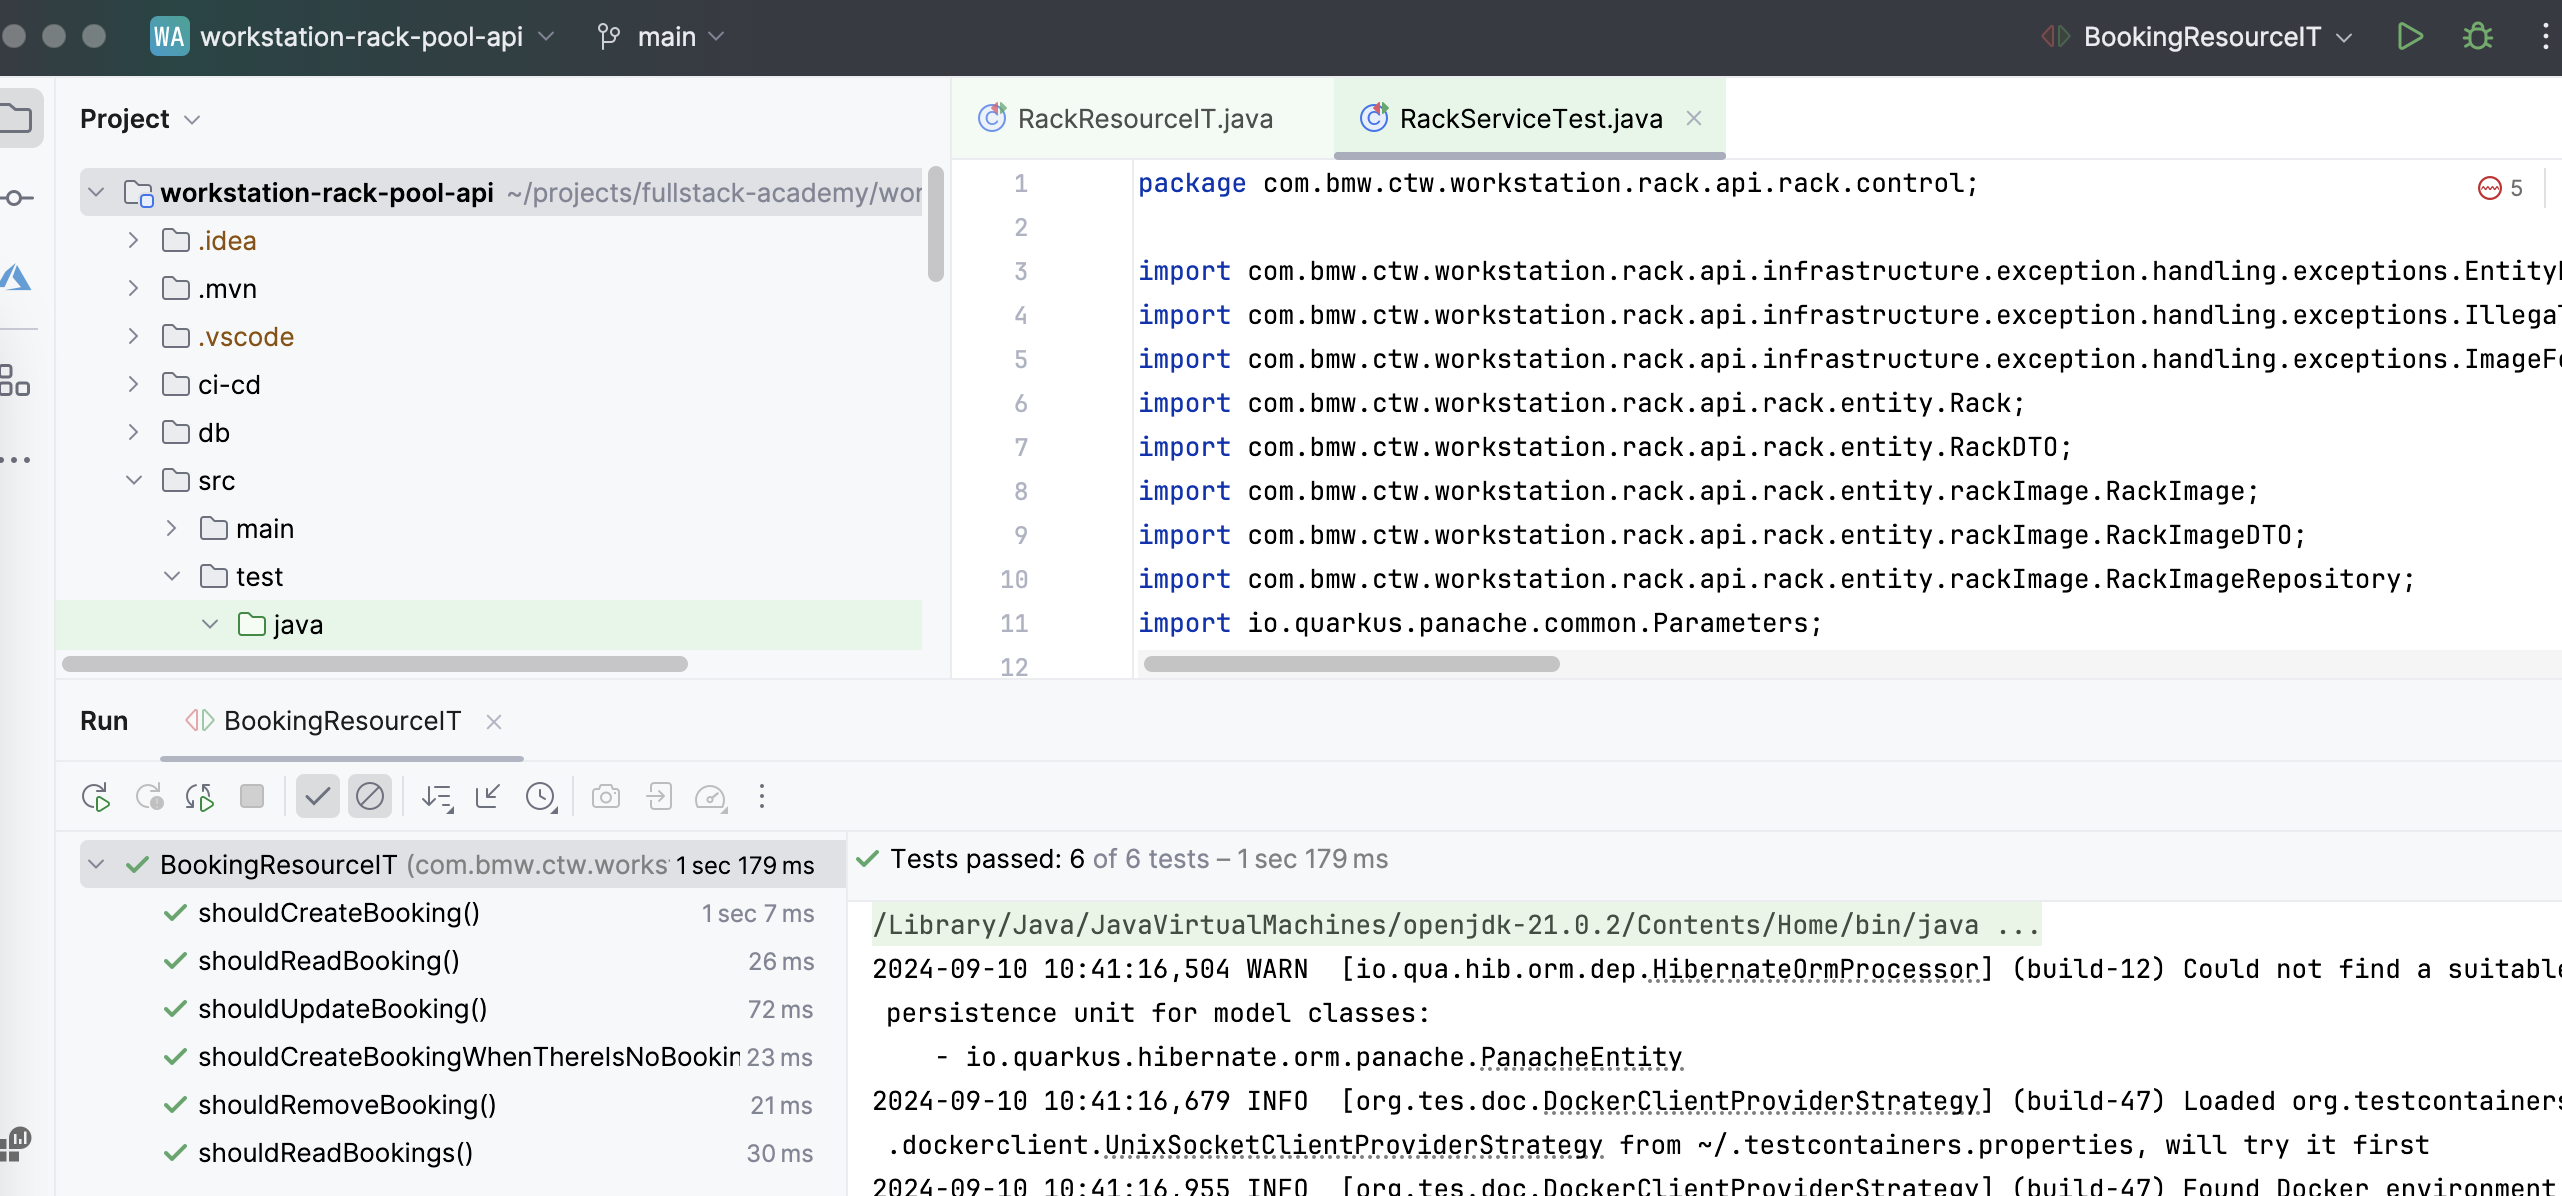 WA workstation-rack-pool-api main BookingResourceIT
Project
RackResourceIT.java RackServiceTest.java
workstation-rack-pool-api ~/projects/fullstack-academy/wor
.idea
.mvn
.vscode
ci-cd
db
src
main
test
java
1 package com.bmw.ctw.workstation.rack.api.rack.control;
5
2
3 import com.bmw.ctw.workstation.rack.api.infrastructure.exception.handling.exceptions.Entity
4 import com.bmw.ctw.workstation.rack.api.infrastructure.exception.handling.exceptions.Illega
5 import com.bmw.ctw.workstation.rack.api.infrastructure.exception.handling.exceptions.ImageF
6 import com.bmw.ctw.workstation.rack.api.rack.entity.Rack;
7 import com.bmw.ctw.workstation.rack.api.rack.entity.RackDTO;
8 import com.bmw.ctw.workstation.rack.api.rack.entity.rackImage.RackImage;
9 import com.bmw.ctw.workstation.rack.api.rack.entity.rackImage.RackImageDTO;
10 import com.bmw.ctw.workstation.rack.api.rack.entity.rackImage.RackImageRepository;
11 import io.quarkus.panache.common.Parameters;
12
Run BookingResourceIT
BookingResourceIT (com.bmw.ctw.works 1 sec 179 ms
shouldCreateBooking() 1 sec 7 ms
shouldReadBooking() 26 ms
shouldUpdateBooking() 72 ms
shouldCreateBookingWhenThereIsNoBookin 23 ms
shouldRemoveBooking() 21 ms
shouldReadBookings() 30 ms
Tests passed: 6 of 6 tests – 1 sec 179 ms
/Library/Java/JavaVirtualMachines/openjdk-21.0.2/Contents/Home/bin/java ...
2024-09-10 10:41:16,504 WARN [io.qua.hib.orm.dep.HibernateOrmProcessor] (build-12) Could not find a suitable
persistence unit for model classes:
- io.quarkus.hibernate.orm.panache.PanacheEntity
2024-09-10 10:41:16,679 INFO [org.tes.doc.DockerClientProviderStrategy] (build-47) Loaded org.testcontainers
.dockerclient.UnixSocketClientProviderStrategy from ~/.testcontainers.properties, will try it first
2024-09-10 10:41:16,955 INFO [org.tes.doc.DockerClientProviderStrategy] (build-47) Found Docker environment